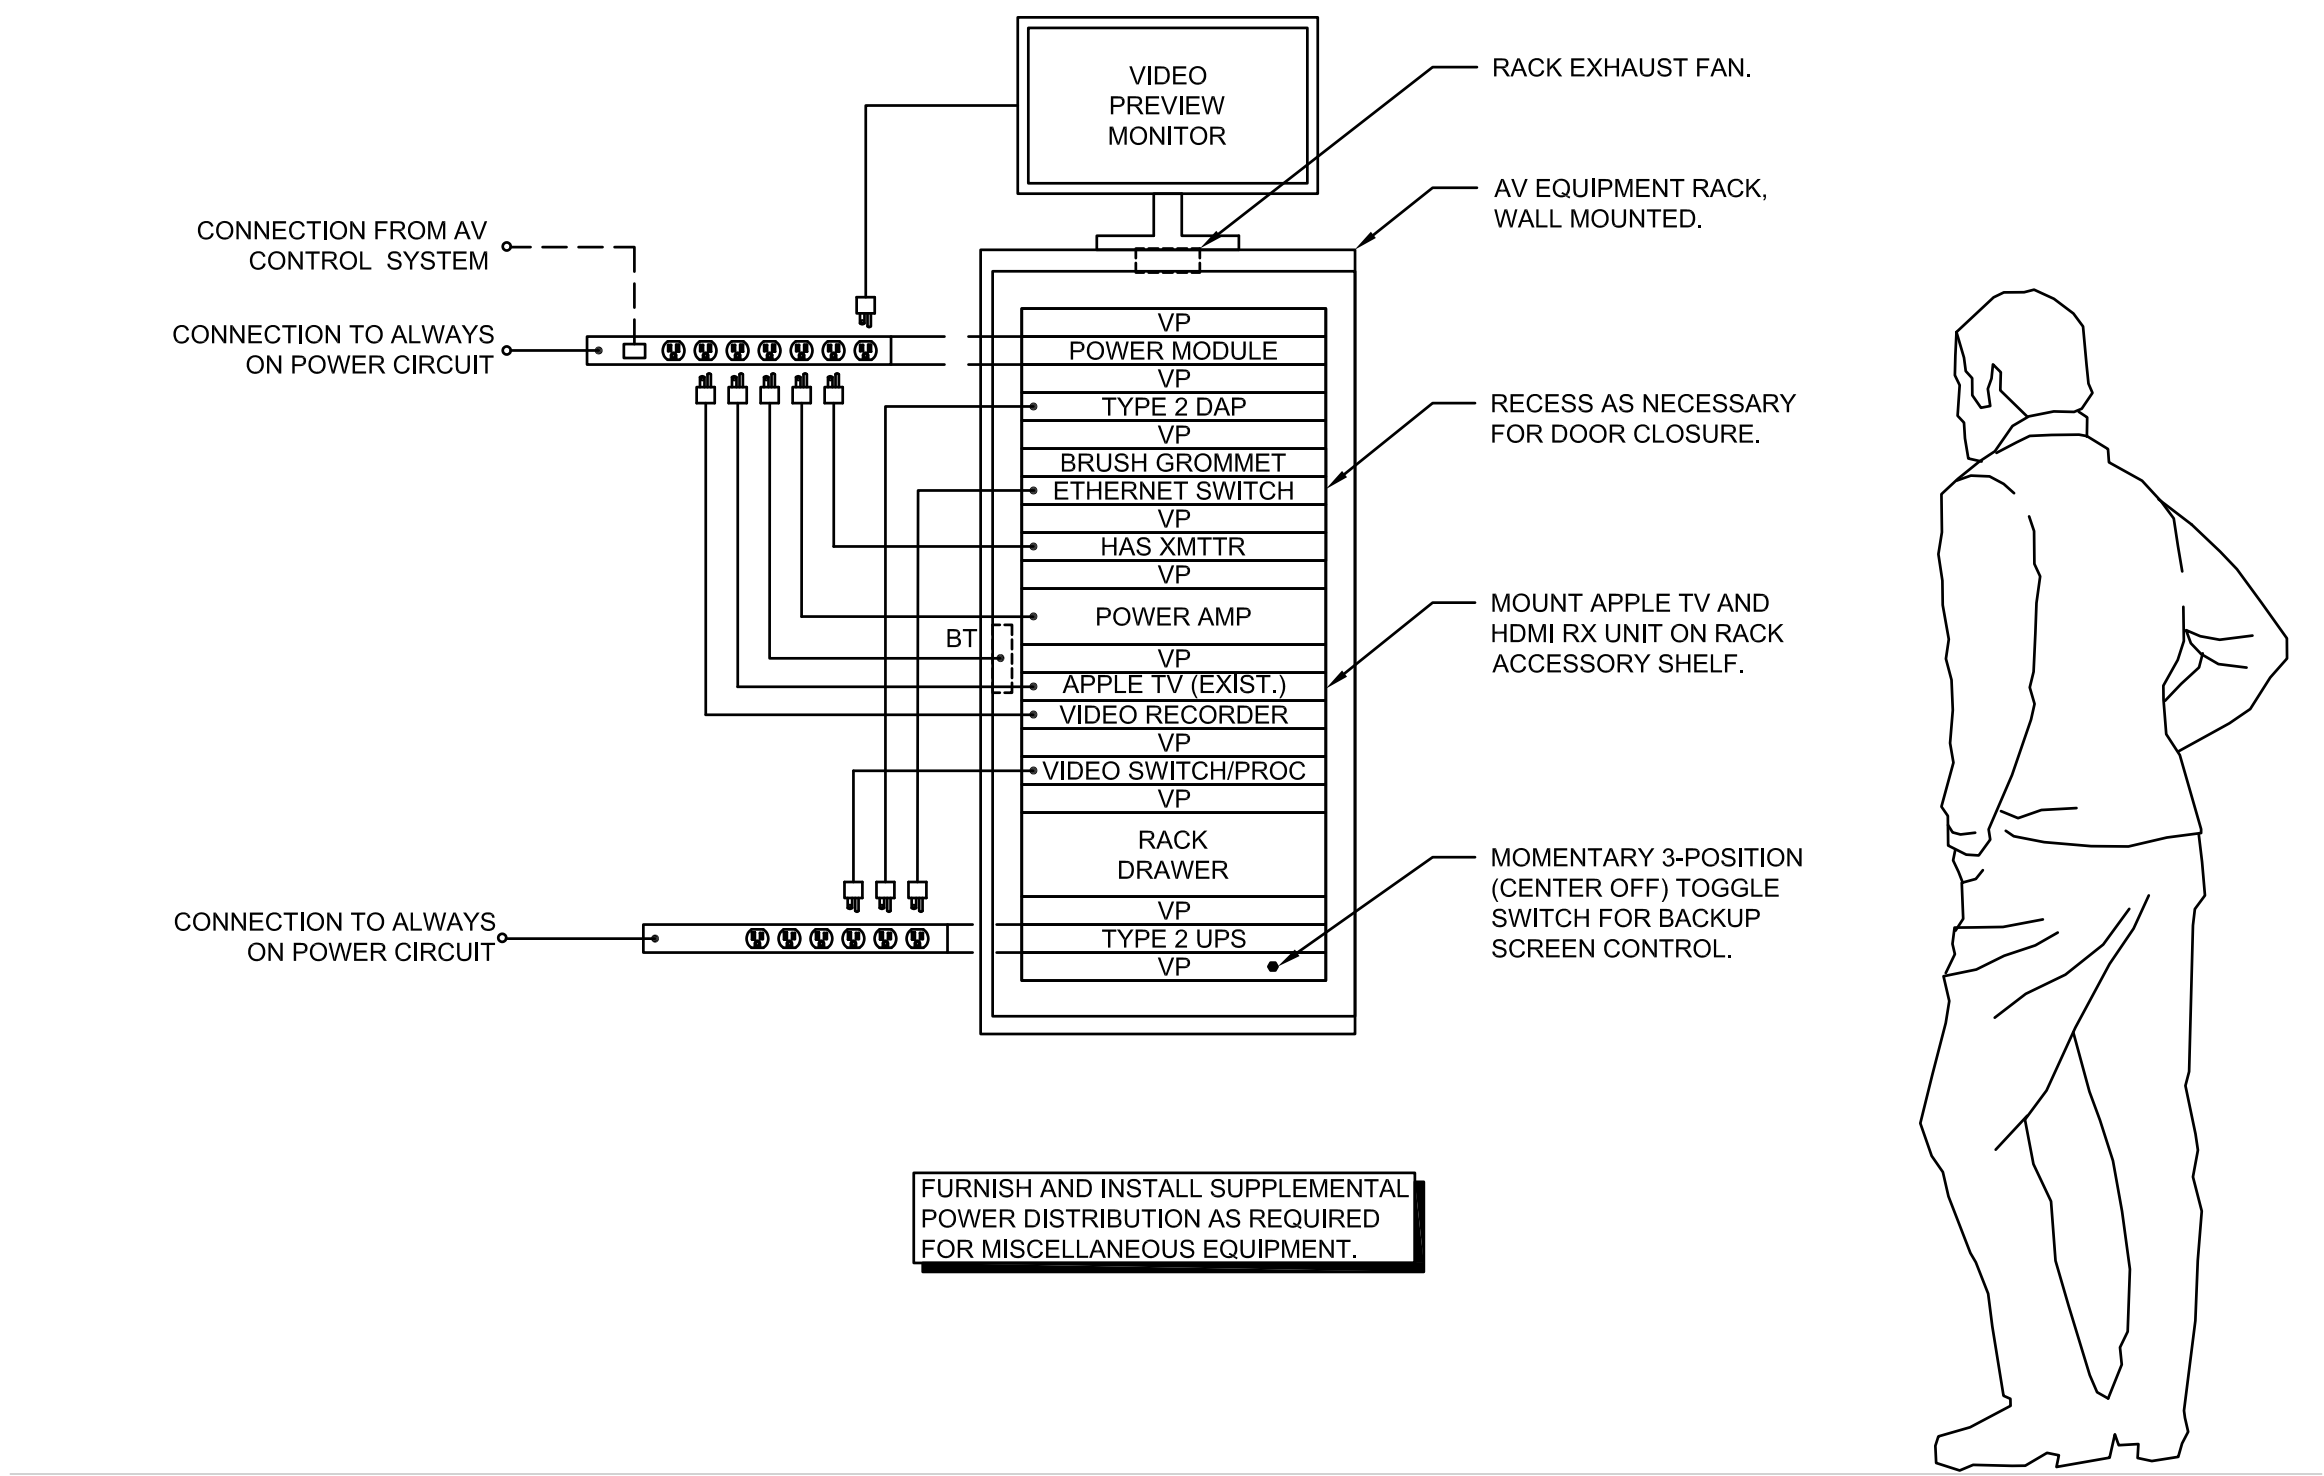 VIDEO
PREVIEW
MONITOR
RACK EXHAUST FAN.
AV EQUIPMENT RACK,
WALL MOUNTED.
CONNECTION FROM AV
CONTROL SYSTEM
CONNECTION TO ALWAYS
ON POWER CIRCUIT
VP
POWER MODULE
VP
TYPE 2 DAP
VP
BRUSH GROMMET
ETHERNET SWITCH
VP
HAS XMTTR
VP
POWER AMP
BT
VP
APPLE TV (EXIST.)
VIDEO RECORDER
VP
VIDEO SWITCH/PROC
VP
RACK
DRAWER
VP
TYPE 2 UPS
VP
RECESS AS NECESSARY
FOR DOOR CLOSURE.
MOUNT APPLE TV AND
HDMI RX UNIT ON RACK
ACCESSORY SHELF.
MOMENTARY 3-POSITION
(CENTER OFF) TOGGLE
SWITCH FOR BACKUP
SCREEN CONTROL.
CONNECTION TO ALWAYS
ON POWER CIRCUIT
FURNISH AND INSTALL SUPPLEMENTAL
POWER DISTRIBUTION AS REQUIRED
FOR MISCELLANEOUS EQUIPMENT.